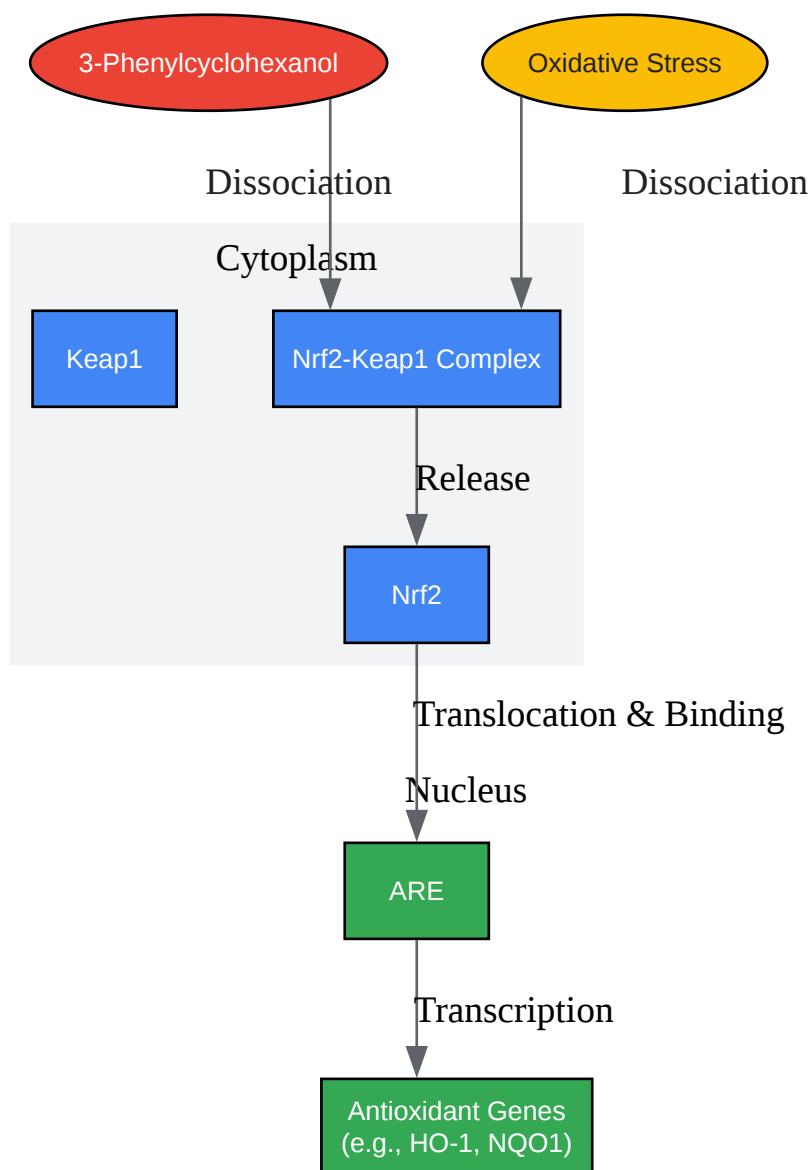 3-Phenylcyclohexanol
Oxidative Stress
Dissociation
Dissociation
Cytoplasm
Keap1
Nrf2-Keap1 Complex
Release
Nrf2
Translocation & Binding
Nucleus
ARE
Transcription
Antioxidant Genes
(e.g., HO-1, NQO1)